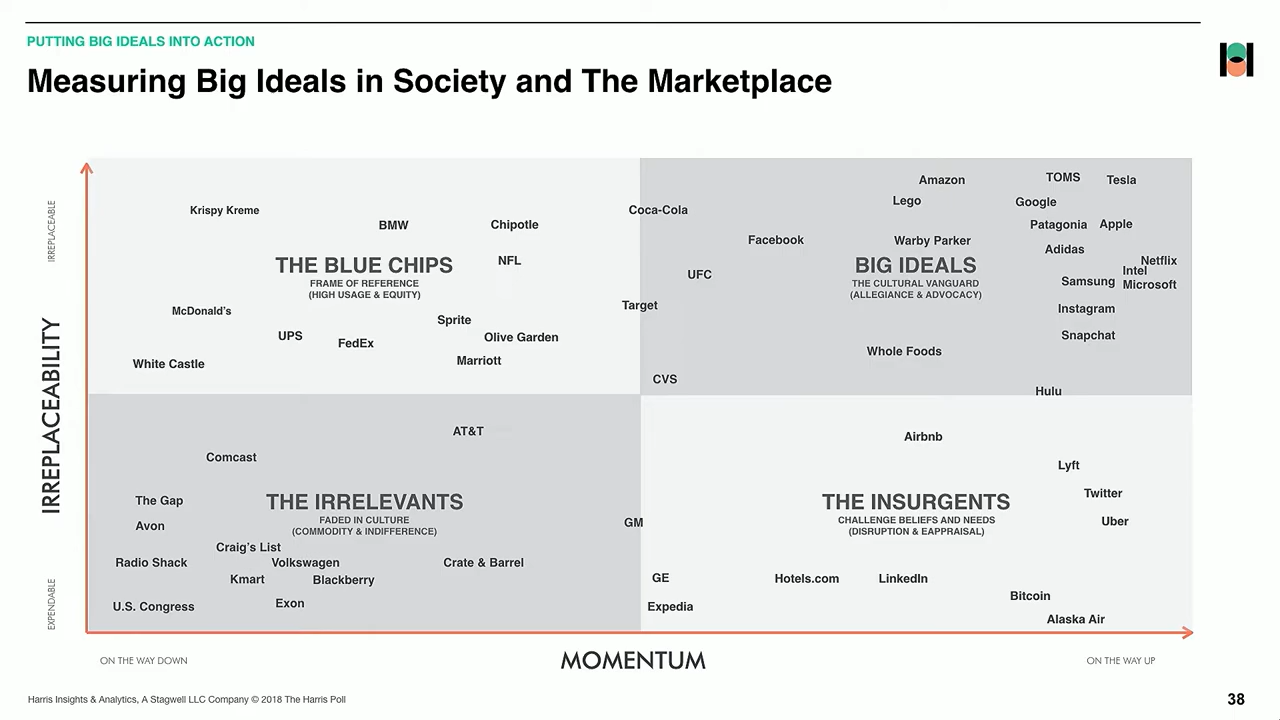 PUTTING BIG IDEALS INTO ACTION
Measuring Big Ideals in Society and The Marketplace
IRREPLACEABLE
IRREPLACEABILITY
EXPENDABLE
Krispy Kreme
BMW
Chipotle
NFL
THE BLUE CHIPS
FRAME OF REFERENCE
(HIGH USAGE & EQUITY)
McDonald's
Sprite
UPS
FedEx
Olive Garden
White Castle
Marriott
Coca-Cola
Amazon
TOMS
Tesla
Lego
Google
Patagonia
Apple
Facebook
Warby Parker
Adidas
Netflix
BIG IDEALS
THE CULTURAL VANGUARD
(ALLEGIANCE & ADVOCACY)
UFC
Intel
Samsung
Microsoft
Target
Instagram
Snapchat
Whole Foods
CVS
Hulu
AT&T
Comcast
The Gap
THE IRRELEVANTS
FADED IN CULTURE
(COMMODITY & INDIFFERENCE)
Avon
GM
Craig's List
Radio Shack
Volkswagen
Crate & Barrel
Kmart
Blackberry
U.S. Congress
Exon
Airbnb
Lyft
Twitter
THE INSURGENTS
CHALLENGE BELIEFS AND NEEDS
(DISRUPTION & EAPPRAISAL)
Uber
GE
Hotels.com
LinkedIn
Bitcoin
Expedia
Alaska Air
ON THE WAY DOWN
MOMENTUM
ON THE WAY UP
Harris Insights & Analytics, A Stagwell LLC Company © 2018 The Harris Poll
38